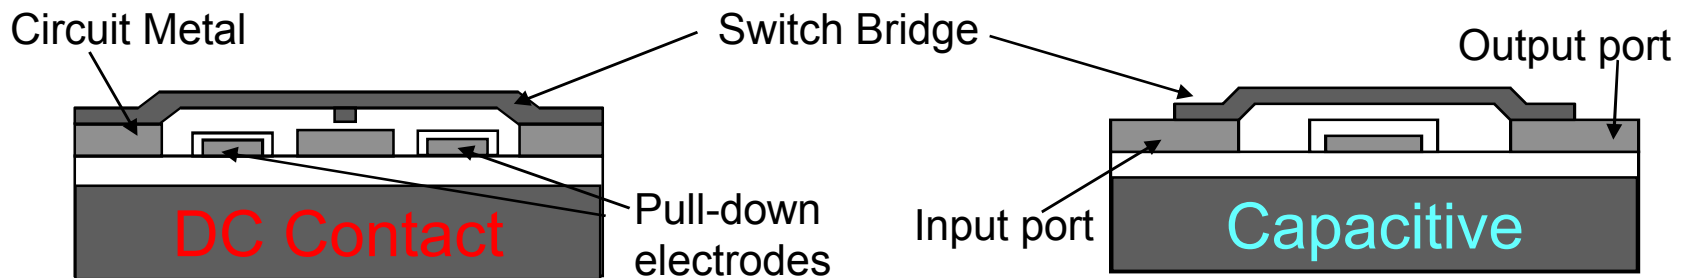 Circuit Metal
Switch Bridge
Output port
Pull-down
electrodes
Input port
DC Contact
Capacitive